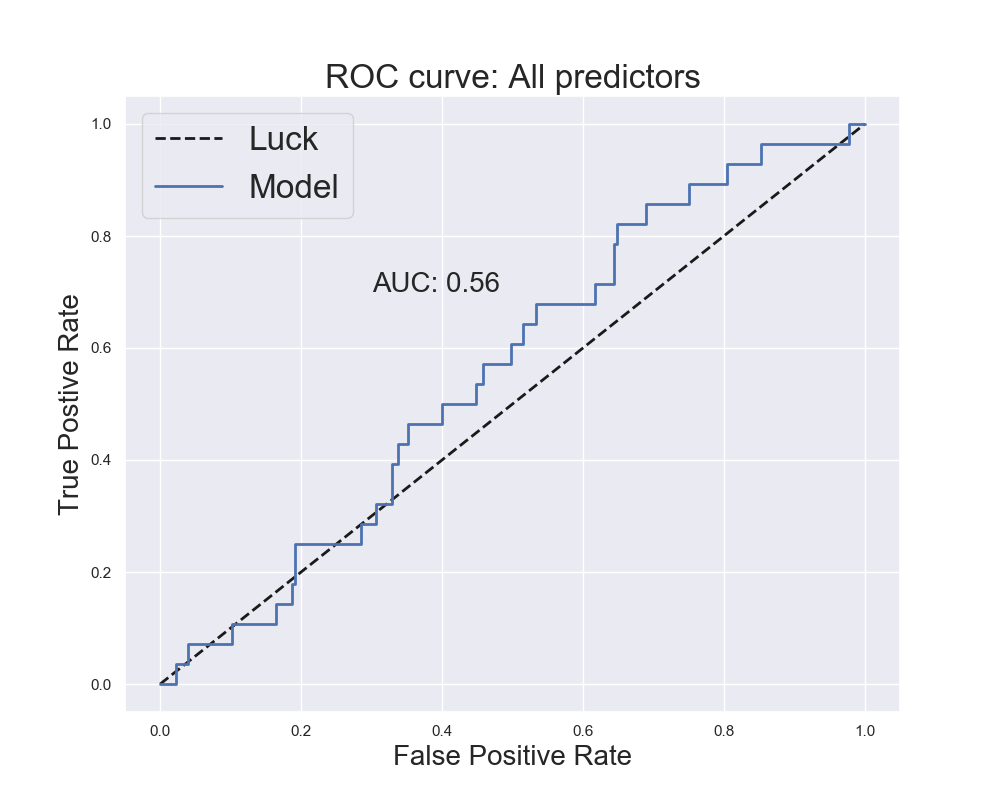 ROC curve: All predictors
Luck
Model
AUC: 0.56
True Postive Rate
1.0
0.8
0.6
0.4
0.2
0.0
0.0 0.2 0.4 0.6 0.8 1.0
False Positive Rate